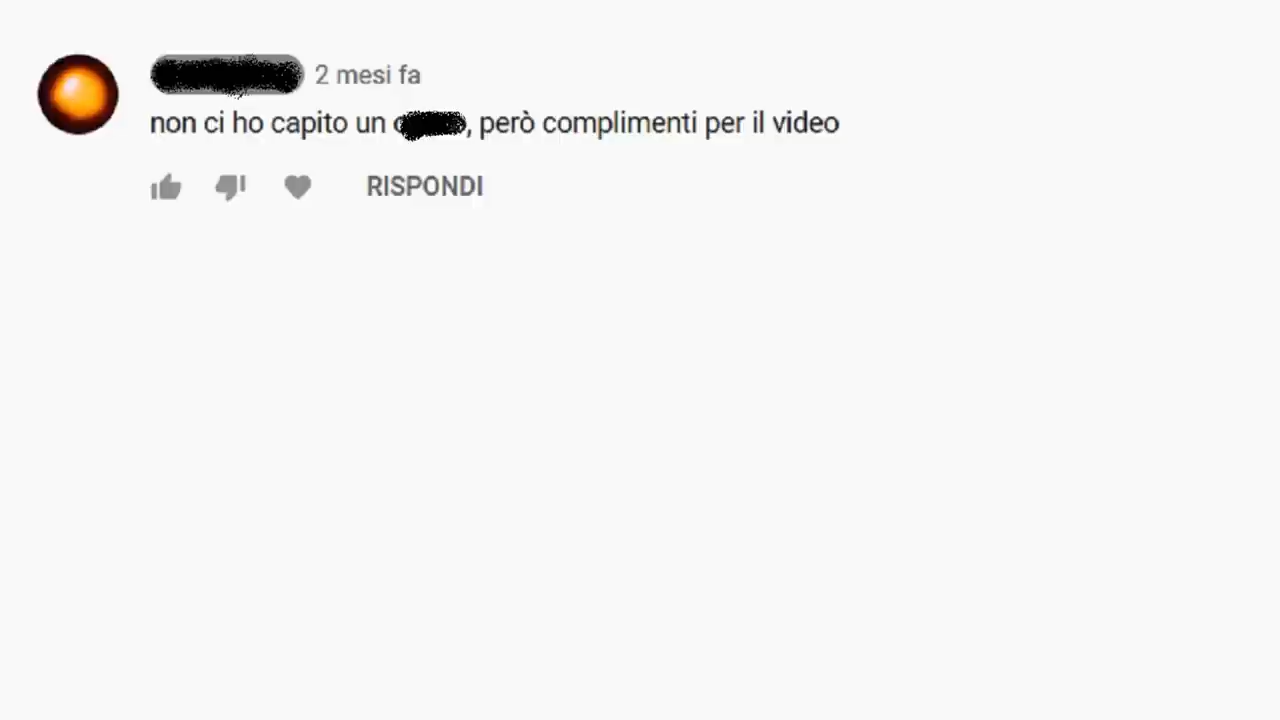 2 mesi fa
non ci ho capito un , però complimenti per il video
RISPONDI